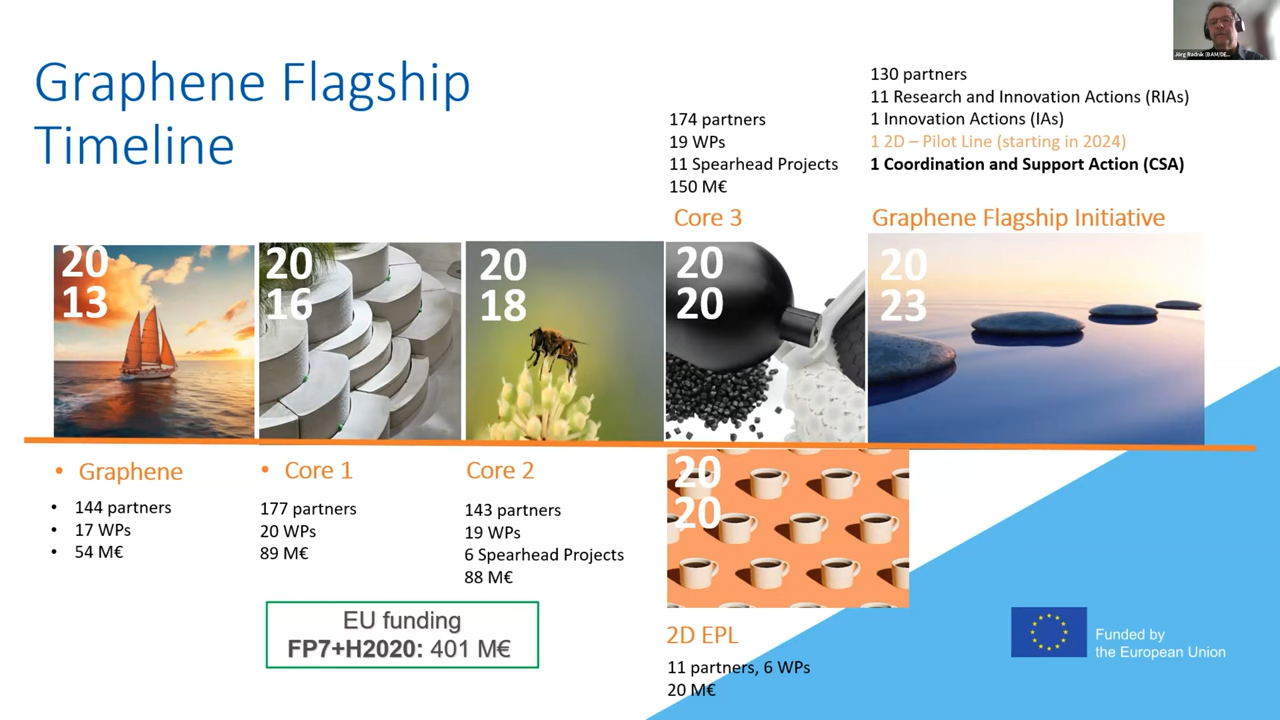 Graphene Flagship
Timeline
Jörg Radnik (BAM/DE...
174 partners
19 WPs
11 Spearhead Projects
150 M€
Core 3
130 partners
11 Research and Innovation Actions (RIAs)
1 Innovation Actions (IAs)
1 2D – Pilot Line (starting in 2024)
1 Coordination and Support Action (CSA)
Graphene Flagship Initiative
20
13
20
16
20
18
20
20
20
23
• Graphene
• 144 partners
• 17 WPs
• 54 M€
• Core 1
177 partners
20 WPs
89 M€
Core 2
143 partners
19 WPs
6 Spearhead Projects
88 M€
20
20
2D EPL
11 partners, 6 WPs
20 M€
EU funding
FP7+H2020: 401 M€
Funded by
the European Union